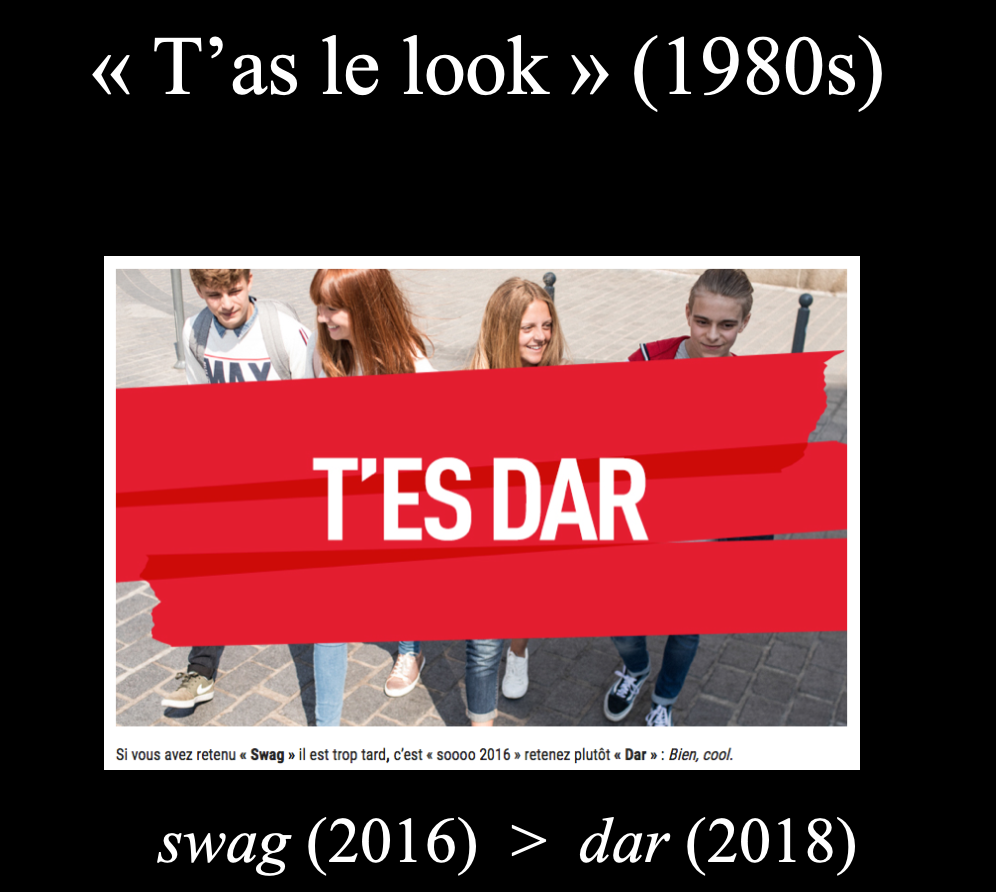 « T’as le look » (1980s)
MAX
T’ES DAR
Si vous avez retenu « Swag » il est trop tard, c’est « soooo 2016 » retenez plutôt « Dar » : Bien, cool.
swag (2016) > dar (2018)